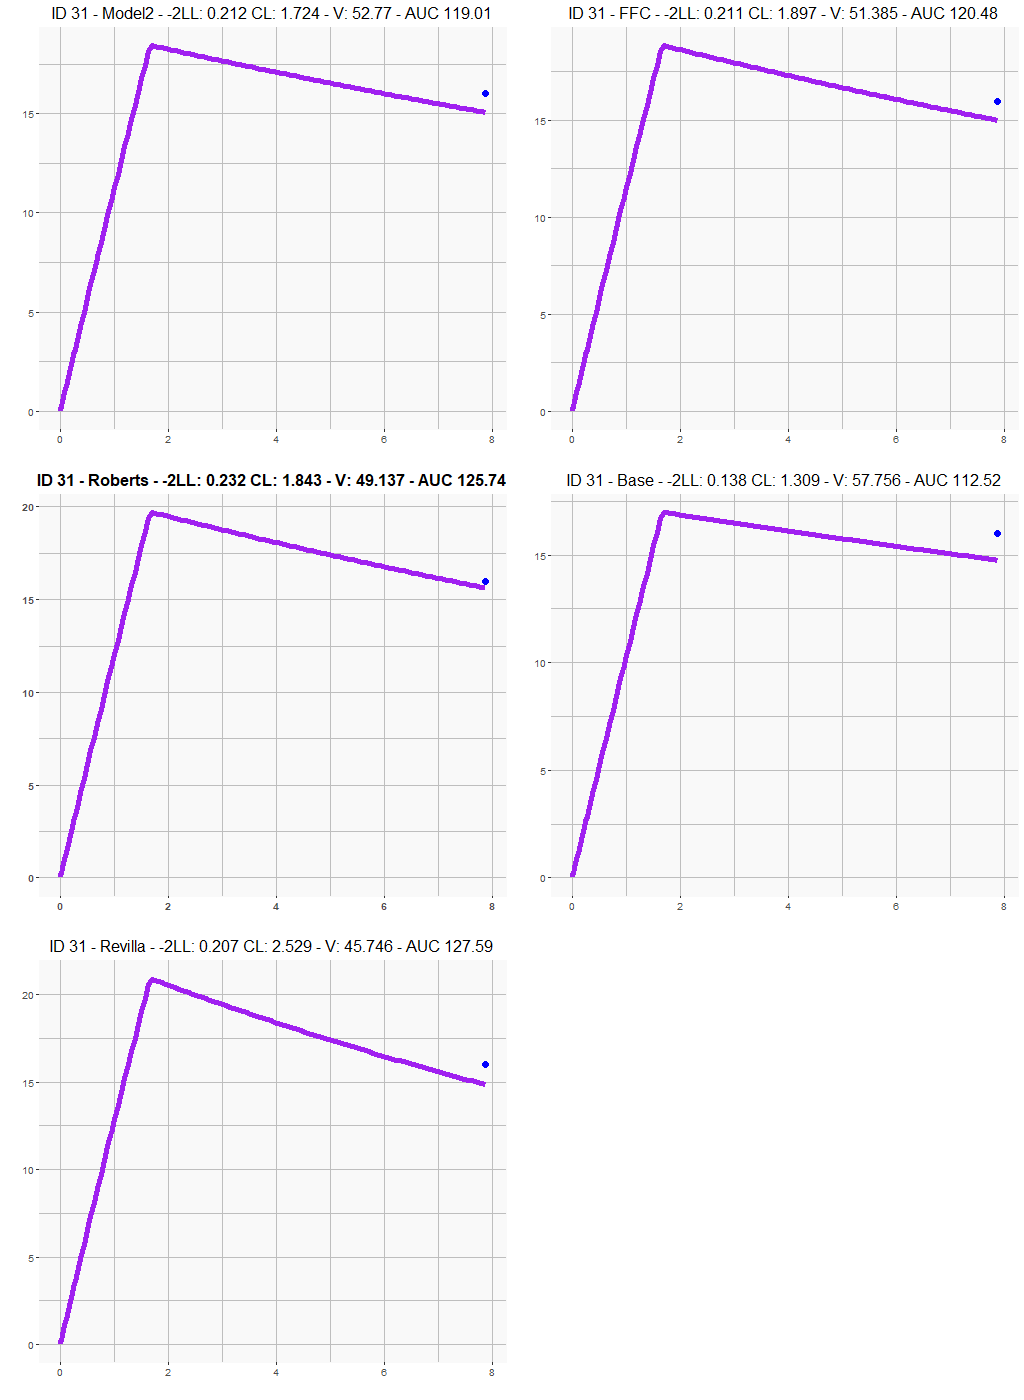 ID 31 - Model2 - -2LL: 0.212 CL: 1.724 - V: 52.77 - AUC 119.01
15
10
5
0
0 2 4 6 8
ID 31 - FFC - -2LL: 0.211 CL: 1.897 - V: 51.385 - AUC 120.48
15
10
5
0
0 2 4 6 8
ID 31 - Roberts - -2LL: 0.232 CL: 1.843 - V: 49.137 - AUC 125.74
20
15
10
5
0
0 2 4 6 8
ID 31 - Base - -2LL: 0.138 CL: 1.309 - V: 57.756 - AUC 112.52
15
10
5
0
0 2 4 6 8
ID 31 - Revilla - -2LL: 0.207 CL: 2.529 - V: 45.746 - AUC 127.59
20
15
10
5
0
0 2 4 6 8